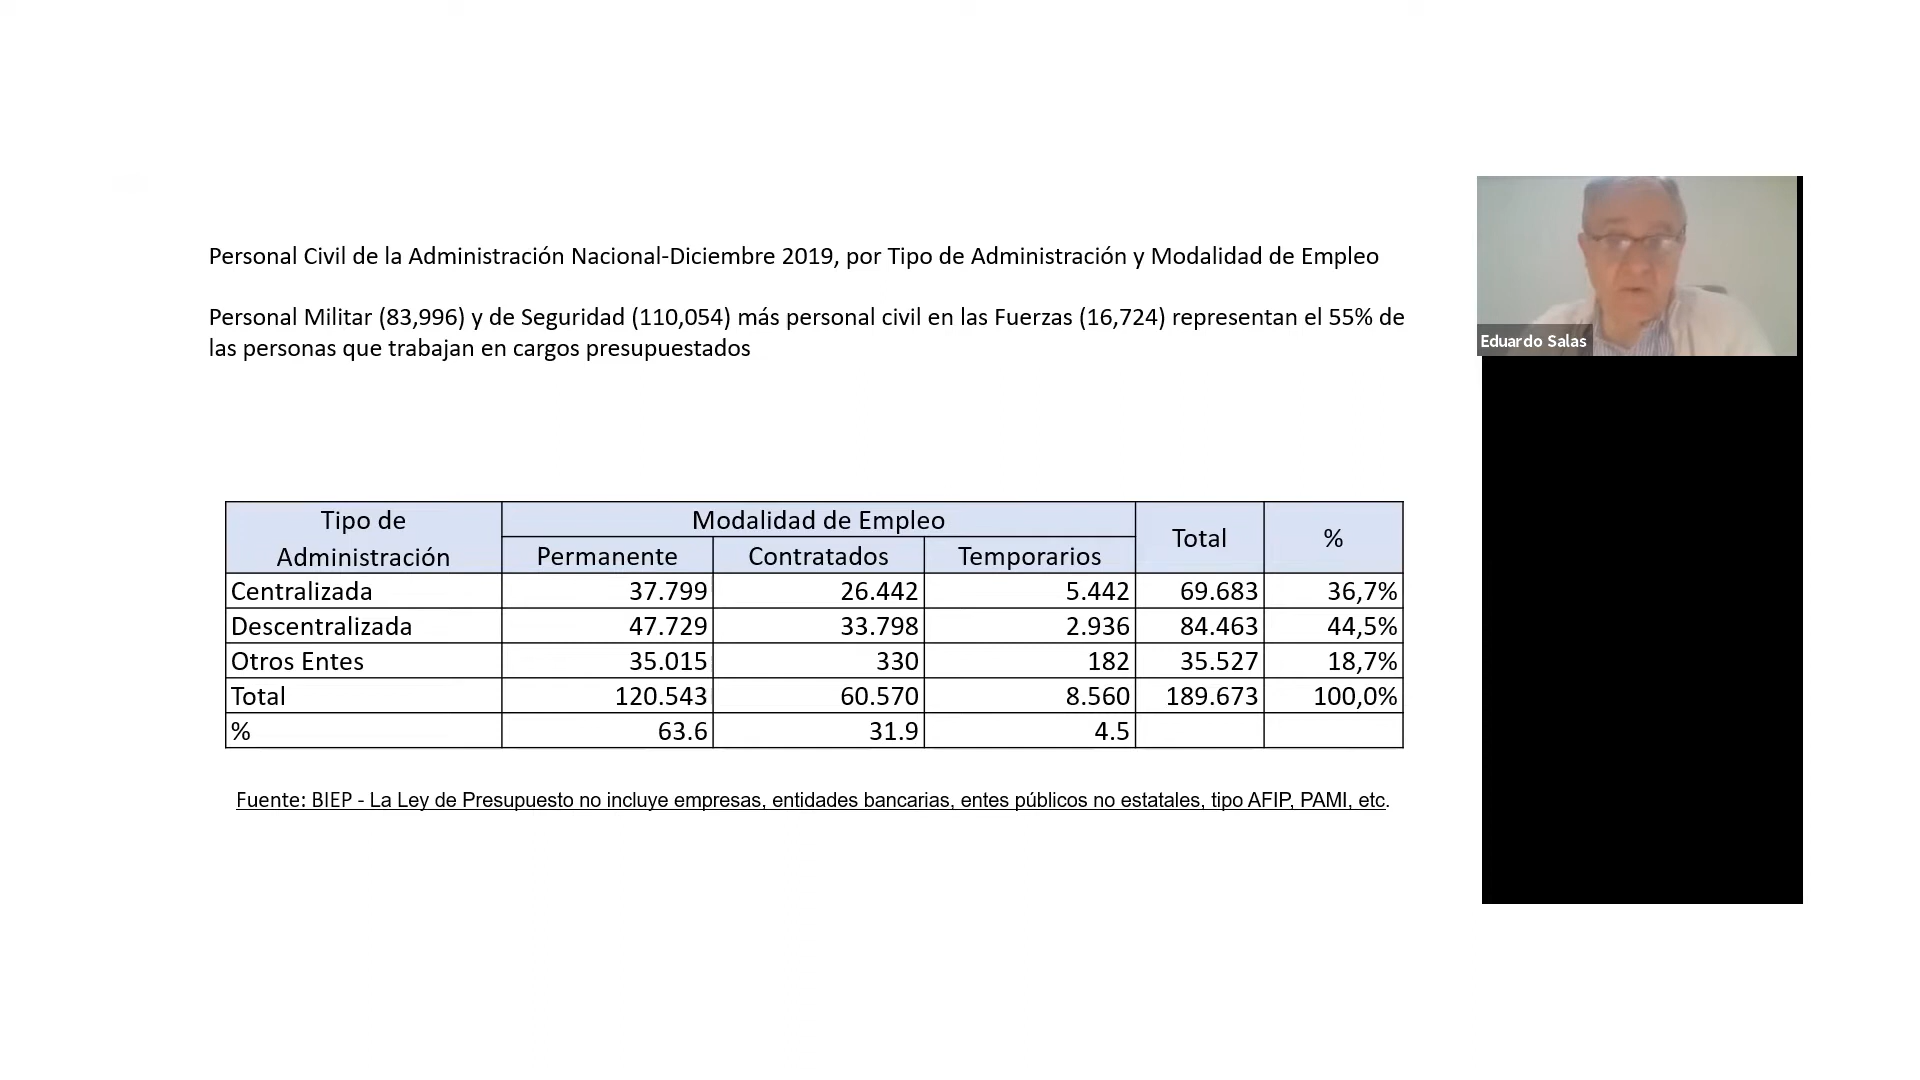 Personal Civil de la Administración Nacional-Diciembre 2019, por Tipo de Administración y Modalidad de Empleo
Personal Militar (83,996) y de Seguridad (110,054) más personal civil en las Fuerzas (16,724) representan el 55% de
las personas que trabajan en cargos presupuestados
Eduardo Salas
Tipo de Administración Modalidad de Empleo Total %
Permanente Contratados Temporarios
Centralizada 37.799 26.442 5.442 69.683 36,7%
Descentralizada 47.729 33.798 2.936 84.463 44,5%
Otros Entes 35.015 330 182 35.527 18,7%
Total 120.543 60.570 8.560 189.673 100,0%
% 63.6 31.9 4.5
Fuente: BIEP - La Ley de Presupuesto no incluye empresas, entidades bancarias, entes públicos no estatales, tipo AFIP, PAMI, etc.